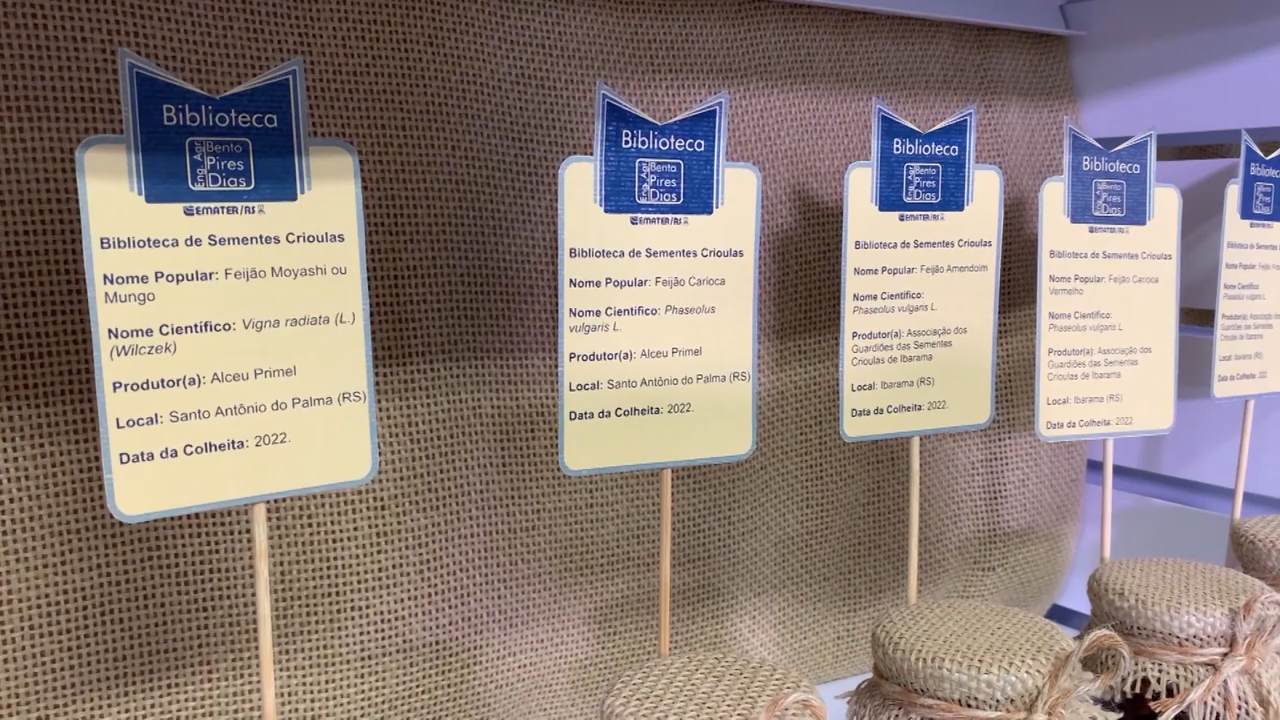 Biblioteca
Eng. Agr.
Bento
Pires
Dias
EMATER/RS
Biblioteca de Sementes Crioulas
Nome Popular: Feijão Moyashi ou
Mungo
Nome Científico: Vigna radiata (L.)
(Wilczek)
Produtor(a): Alceu Primel
Local: Santo Antônio do Palma (RS)
Data da Colheita: 2022.
Biblioteca
Eng. Agr.
Bento
Pires
Dias
EMATER/RS
Biblioteca de Sementes Crioulas
Nome Popular: Feijão Carioca
Nome Científico: Phaseolus
vulgaris L.
Produtor(a): Alceu Primel
Local: Santo Antônio do Palma (RS)
Data da Colheita: 2022.
Biblioteca
Bento
Pires
Dias
EMATER/RS
Biblioteca de Sementes Crioulas
Nome Popular: Feijão Amendoim
Nome Científico:
Phaseolus vulgaris L.
Produtor(a): Associação dos
Guardiões das Sementes
Crioulas de Ibarama
Local: Ibarama (RS)
Data da Colheita: 2022.
Biblioteca
Bento
Pires
Dias
EMATER/RS
Biblioteca de Sementes Crioulas
Nome Popular: Feijão Carioca
Vermelho
Nome Científico:
Phaseolus vulgaris L
Produtor(a): Associação dos
Guardiões das Sementes
Crioulas de Ibarama
Local: Ibarama (RS)
Data da Colheita: 2022
Biblioteca de Sementes
Nome Popular: Feijão
Nome Científico:
Phaseolus vulgaris L.
Produtor(a): Associação
Guardiões das Sementes
Crioulas de Ibarama
Local: Ibarama (RS)
Data da Colheita: 2022